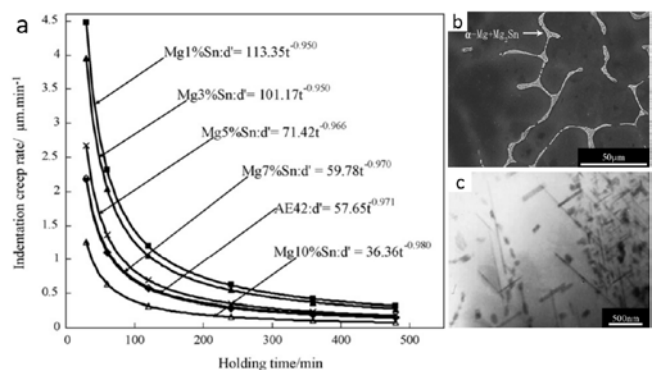 a
4.5
4
3.5
3
2.5
2
1.5
1
0.5
0
0
100
200
300
400
500
Indentation creep rate/ μm.min⁻¹
Holding time/min
Mg1%Sn:d'= 113.35t⁻⁰·⁹⁵⁰
Mg3%Sn:d'= 101.17t⁻⁰·⁹⁵⁰
Mg5%Sn:d'= 71.42t⁻⁰·⁹⁶⁶
Mg7%Sn:d'= 59.78t⁻⁰·⁹⁷⁰
AE42:d'= 57.65t⁻⁰·⁹⁷¹
Mg10%Sn:d'= 36.36t⁻⁰·⁹⁸⁰
b
α-Mg+Mg₂Sn
50μm
c
500nm